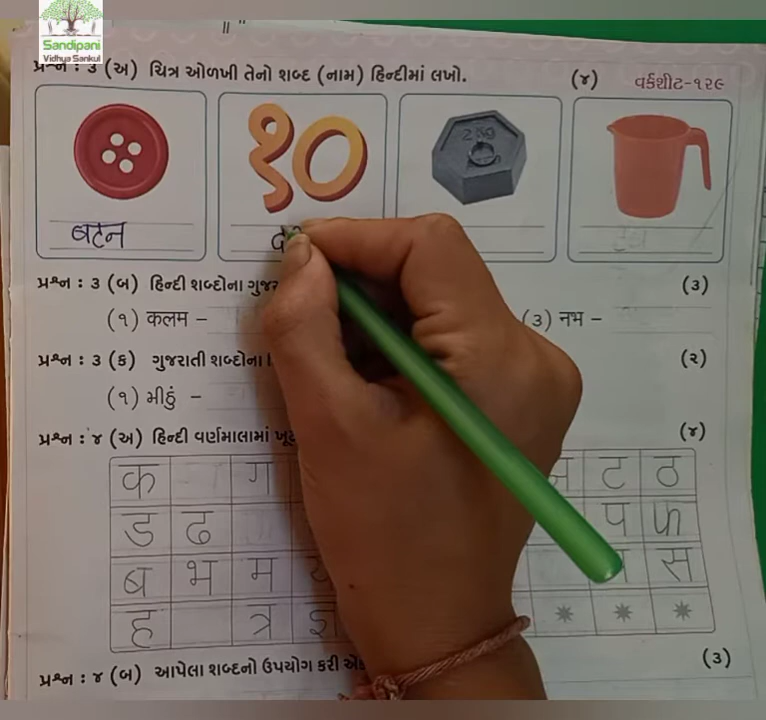 Sandipani
Vidhya Sankul
પ્રશ્ન : ૩ (અ) ચિત્ર ઓળખી તેનો શબ્દ (નામ) હિન્દીમાં લખો. (૪) વર્કશીટ-૧૨૯
१० 2 KG
बटन
પ્રશ્ન : ૩ (બ) હિન્દી શબ્દોના (૩)
(૧) कलम - (૩) नभ -
પ્રશ્ન : ૩ (ક) ગુજરાતી શબ્દોના (૨)
(૧) મીઠું -
પ્રશ્ન : ૪ (અ) હિન્દી વર્ણમાલામાં (૪)
क ग ट ठ
ड ढ प फ
ब भ म स
ह त्र ज्ञ
પ્રશ્ન : ૪ (બ) આપેલા શબ્દનો ઉપયોગ કરી (૩)